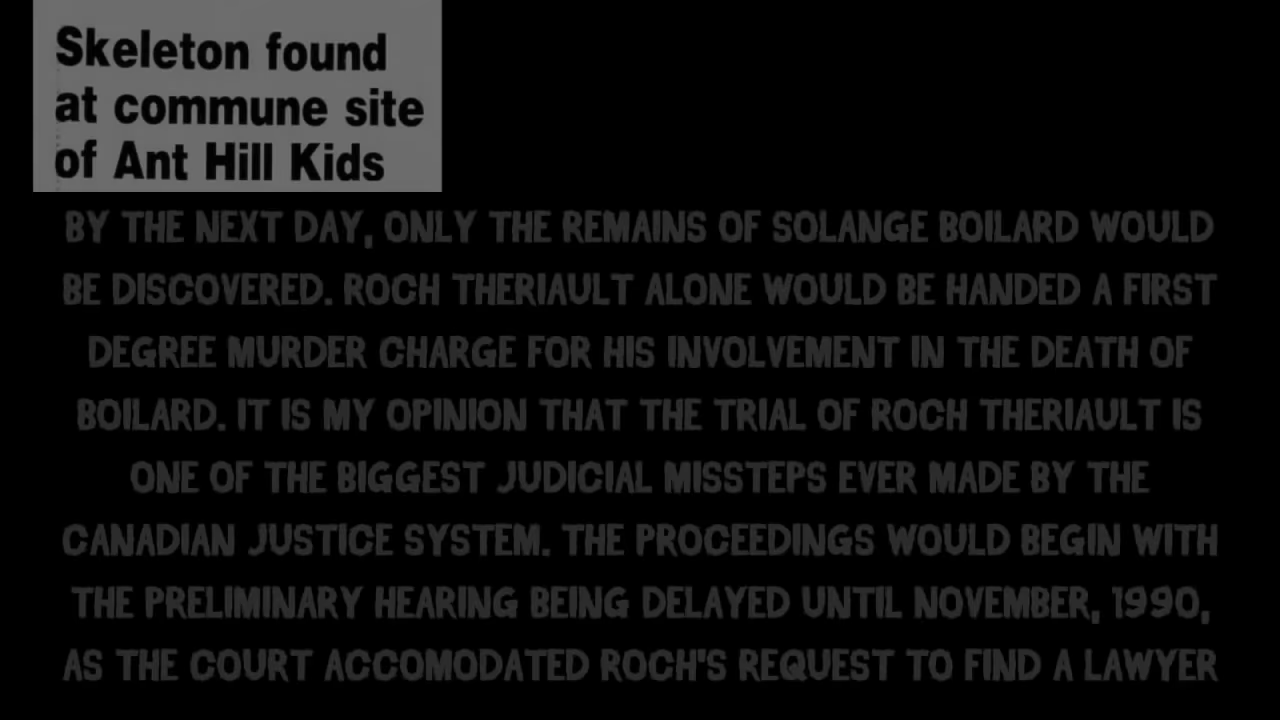 Skeleton found
at commune site
of Ant Hill Kids
BY THE NEXT DAY, ONLY THE REMAINS OF SOLANGE BOILARD WOULD
BE DISCOVERED. ROCH THERIAULT ALONE WOULD BE HANDED A FIRST
DEGREE MURDER CHARGE FOR HIS INVOLVEMENT IN THE DEATH OF
BOILARD. IT IS MY OPINION THAT THE TRIAL OF ROCH THERIAULT IS
ONE OF THE BIGGEST JUDICIAL MISSTEPS EVER MADE BY THE
CANADIAN JUSTICE SYSTEM. THE PROCEEDINGS WOULD BEGIN WITH
THE PRELIMINARY HEARING BEING DELAYED UNTIL NOVEMBER, 1990,
AS THE COURT ACCOMODATED ROCH'S REQUEST TO FIND A LAWYER